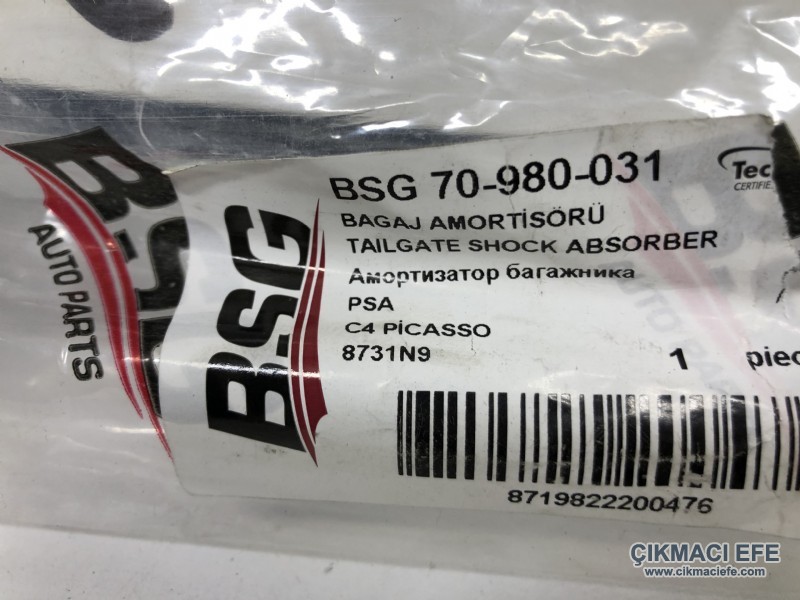 BSG 70-980-031
BAGAJ AMORTİSÖRÜ
TAILGATE SHOCK ABSORBER
Амортизатор багажника
PSA
C4 PİCASSO
8731N9
1
8719822200476
BSG
AUTO PARTS
ÇIKMACI EFE
www.cikmaciefe.com